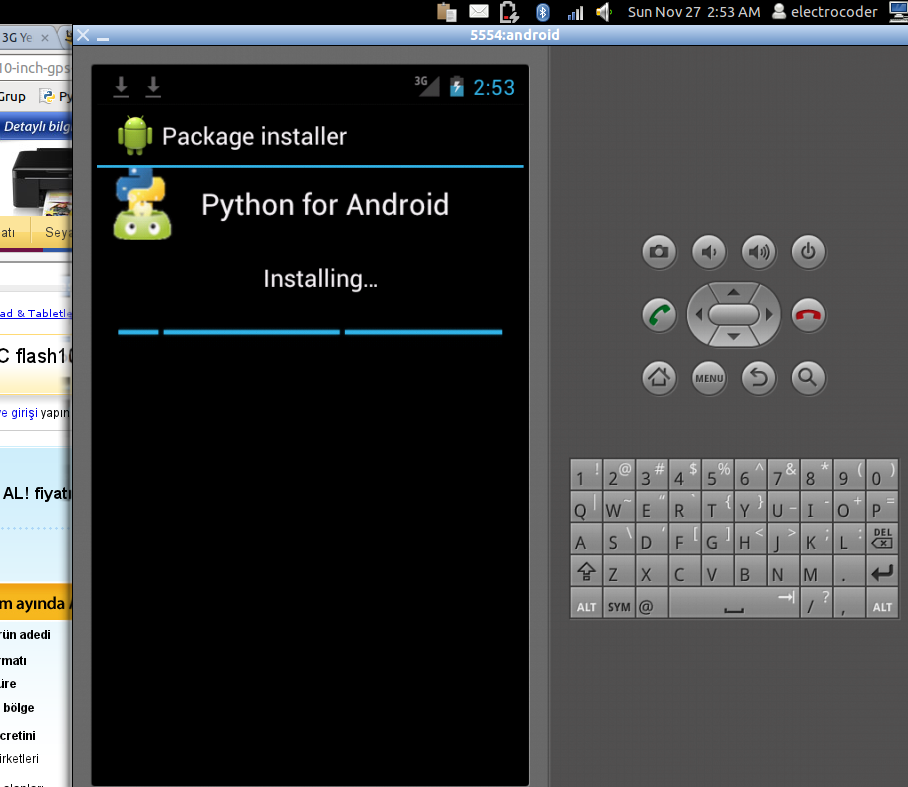 Sun Nov 27 2:53 AM electrocoder
5554:android
3G Ye
10-inch-gps
Grup Py
Detaylı bilg
atı Seya
ad & Tabletle
C flash10
ve girişi yapın
AL! fiyatı
m ayında A
rün adedi
rmatı
üre
bölge
cretini
irketleri
3G 2:53
Package installer
Python for Android
Installing...
MENU
1 ! 2 @ 3 # 4 $ 5 % 6 ^ 7 & 8 * 9 ( 0 )
Q | W ~ E “ R ` T { Y } U _ I - O + P =
A S \ D ‘ F [ G ] H < J > K ; L : DEL
Z X C V B N M .
ALT SYM @ / ? , ALT